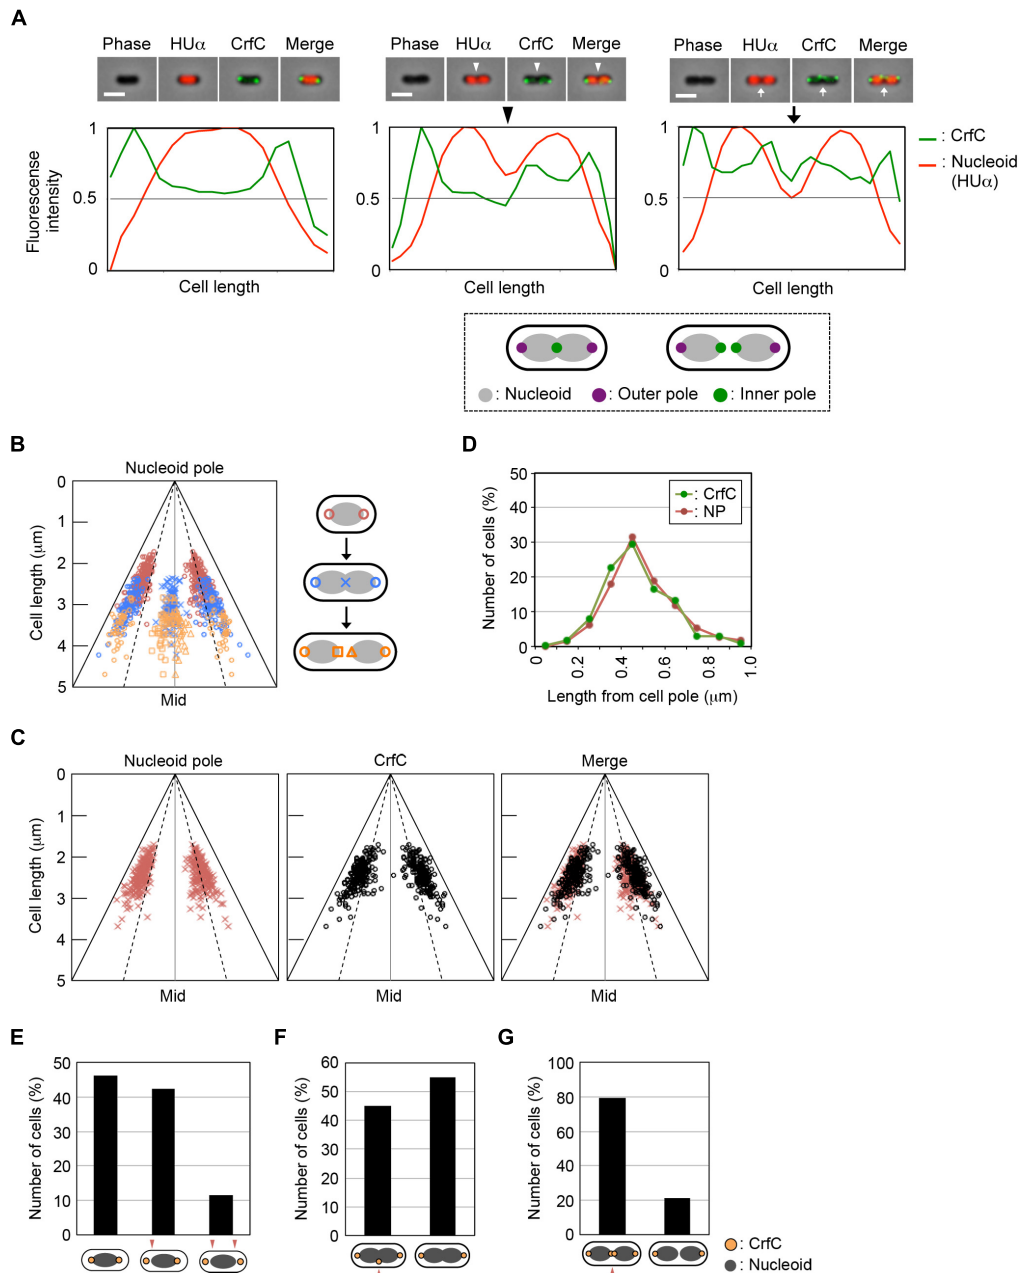 A
Phase HUα CrfC Merge
Phase HUα CrfC Merge
Phase HUα CrfC Merge
Fluorescense intensity
1
0.5
0
Cell length
1
0.5
0
Cell length
1
0.5
0
Cell length
: CrfC
: Nucleoid
(HUα)
: Nucleoid : Outer pole : Inner pole
B
Nucleoid pole
Cell length (μm)
0
1
2
3
4
5
Mid
D
Number of cells (%)
50
40
30
20
10
0
: CrfC
: NP
0 0.2 0.4 0.6 0.8 1.0
Length from cell pole (μm)
C
Nucleoid pole CrfC Merge
Cell length (μm)
0
1
2
3
4
5
Mid Mid Mid
E
Number of cells (%)
50
40
30
20
10
0
F
Number of cells (%)
60
50
40
30
20
10
0
G
Number of cells (%)
100
80
60
40
20
0
: CrfC
: Nucleoid